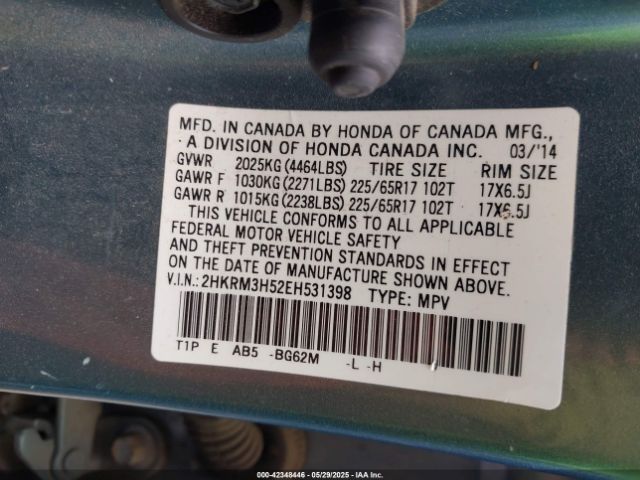 MFD. IN CANADA BY HONDA OF CANADA MFG.,
A DIVISION OF HONDA CANADA INC. 03/'14
GVWR 2025KG (4464LBS) TIRE SIZE RIM SIZE
GAWR F 1030KG (2271LBS) 225/65R17 102T 17X6.5J
GAWR R 1015KG (2238LBS) 225/65R17 102T 17X6.5J
THIS VEHICLE CONFORMS TO ALL APPLICABLE
FEDERAL MOTOR VEHICLE SAFETY
AND THEFT PREVENTION STANDARDS IN EFFECT
ON THE DATE OF MANUFACTURE SHOWN ABOVE.
V.I.N.: 2HKRM3H52EH531398 TYPE: MPV
T1P E AB5 -BG62M -L -H
000-42348446 - 05/29/2025 - IAA Inc.